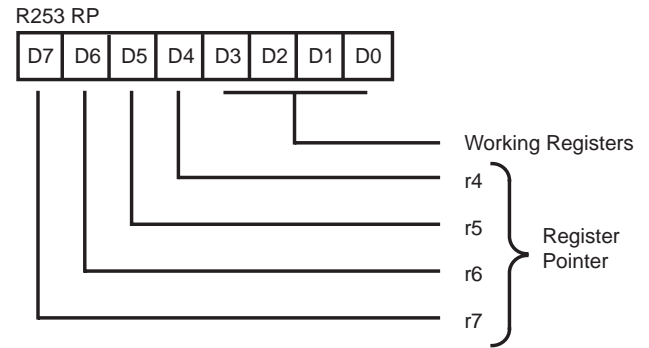 R253 RP
D7 D6 D5 D4 D3 D2 D1 D0
Working Registers
r4
r5
r6
r7
Register
Pointer